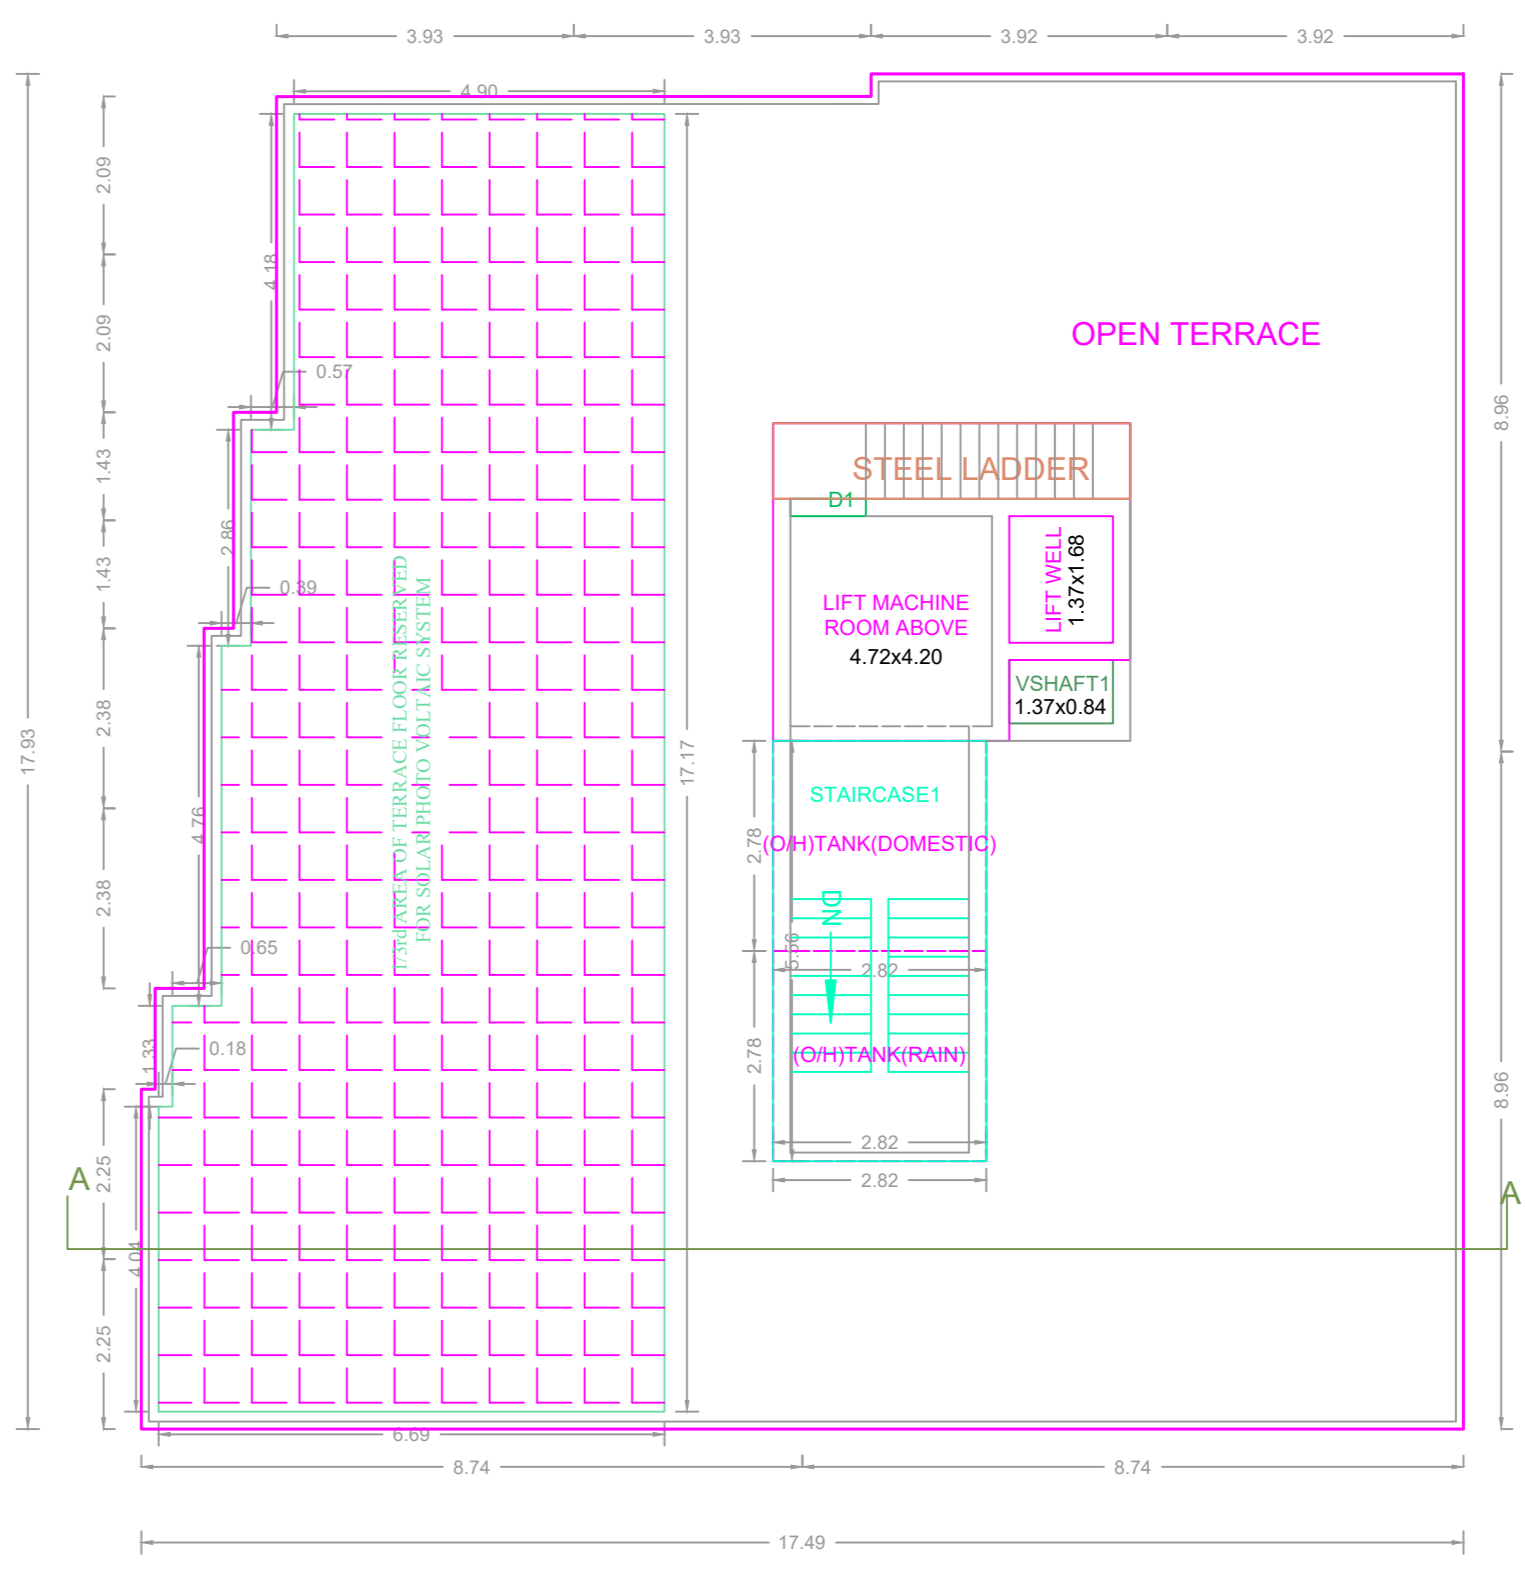 3.93
3.93
3.92
3.92
4.90
2.09
4.18
2.09
0.57
OPEN TERRACE
8.96
1.43
2.86
1.43
0.39
STEEL LADDER
D1
LIFT WELL
1.37x1.68
LIFT MACHINE
ROOM ABOVE
4.72x4.20
VSHAFT1
1.37x0.84
17.93
2.38
4.76
2.38
1/3rd AREA OF TERRACE FLOOR RESERVED
FOR SOLAR PHOTO VOLTAIC SYSTEM
17.17
STAIRCASE1
2.78
(O/H)TANK(DOMESTIC)
DN
5.56
2.82
0.65
1.33
0.18
2.78
(O/H)TANK(RAIN)
8.96
2.82
2.82
A
2.25
A
4.04
2.25
6.69
8.74
8.74
17.49